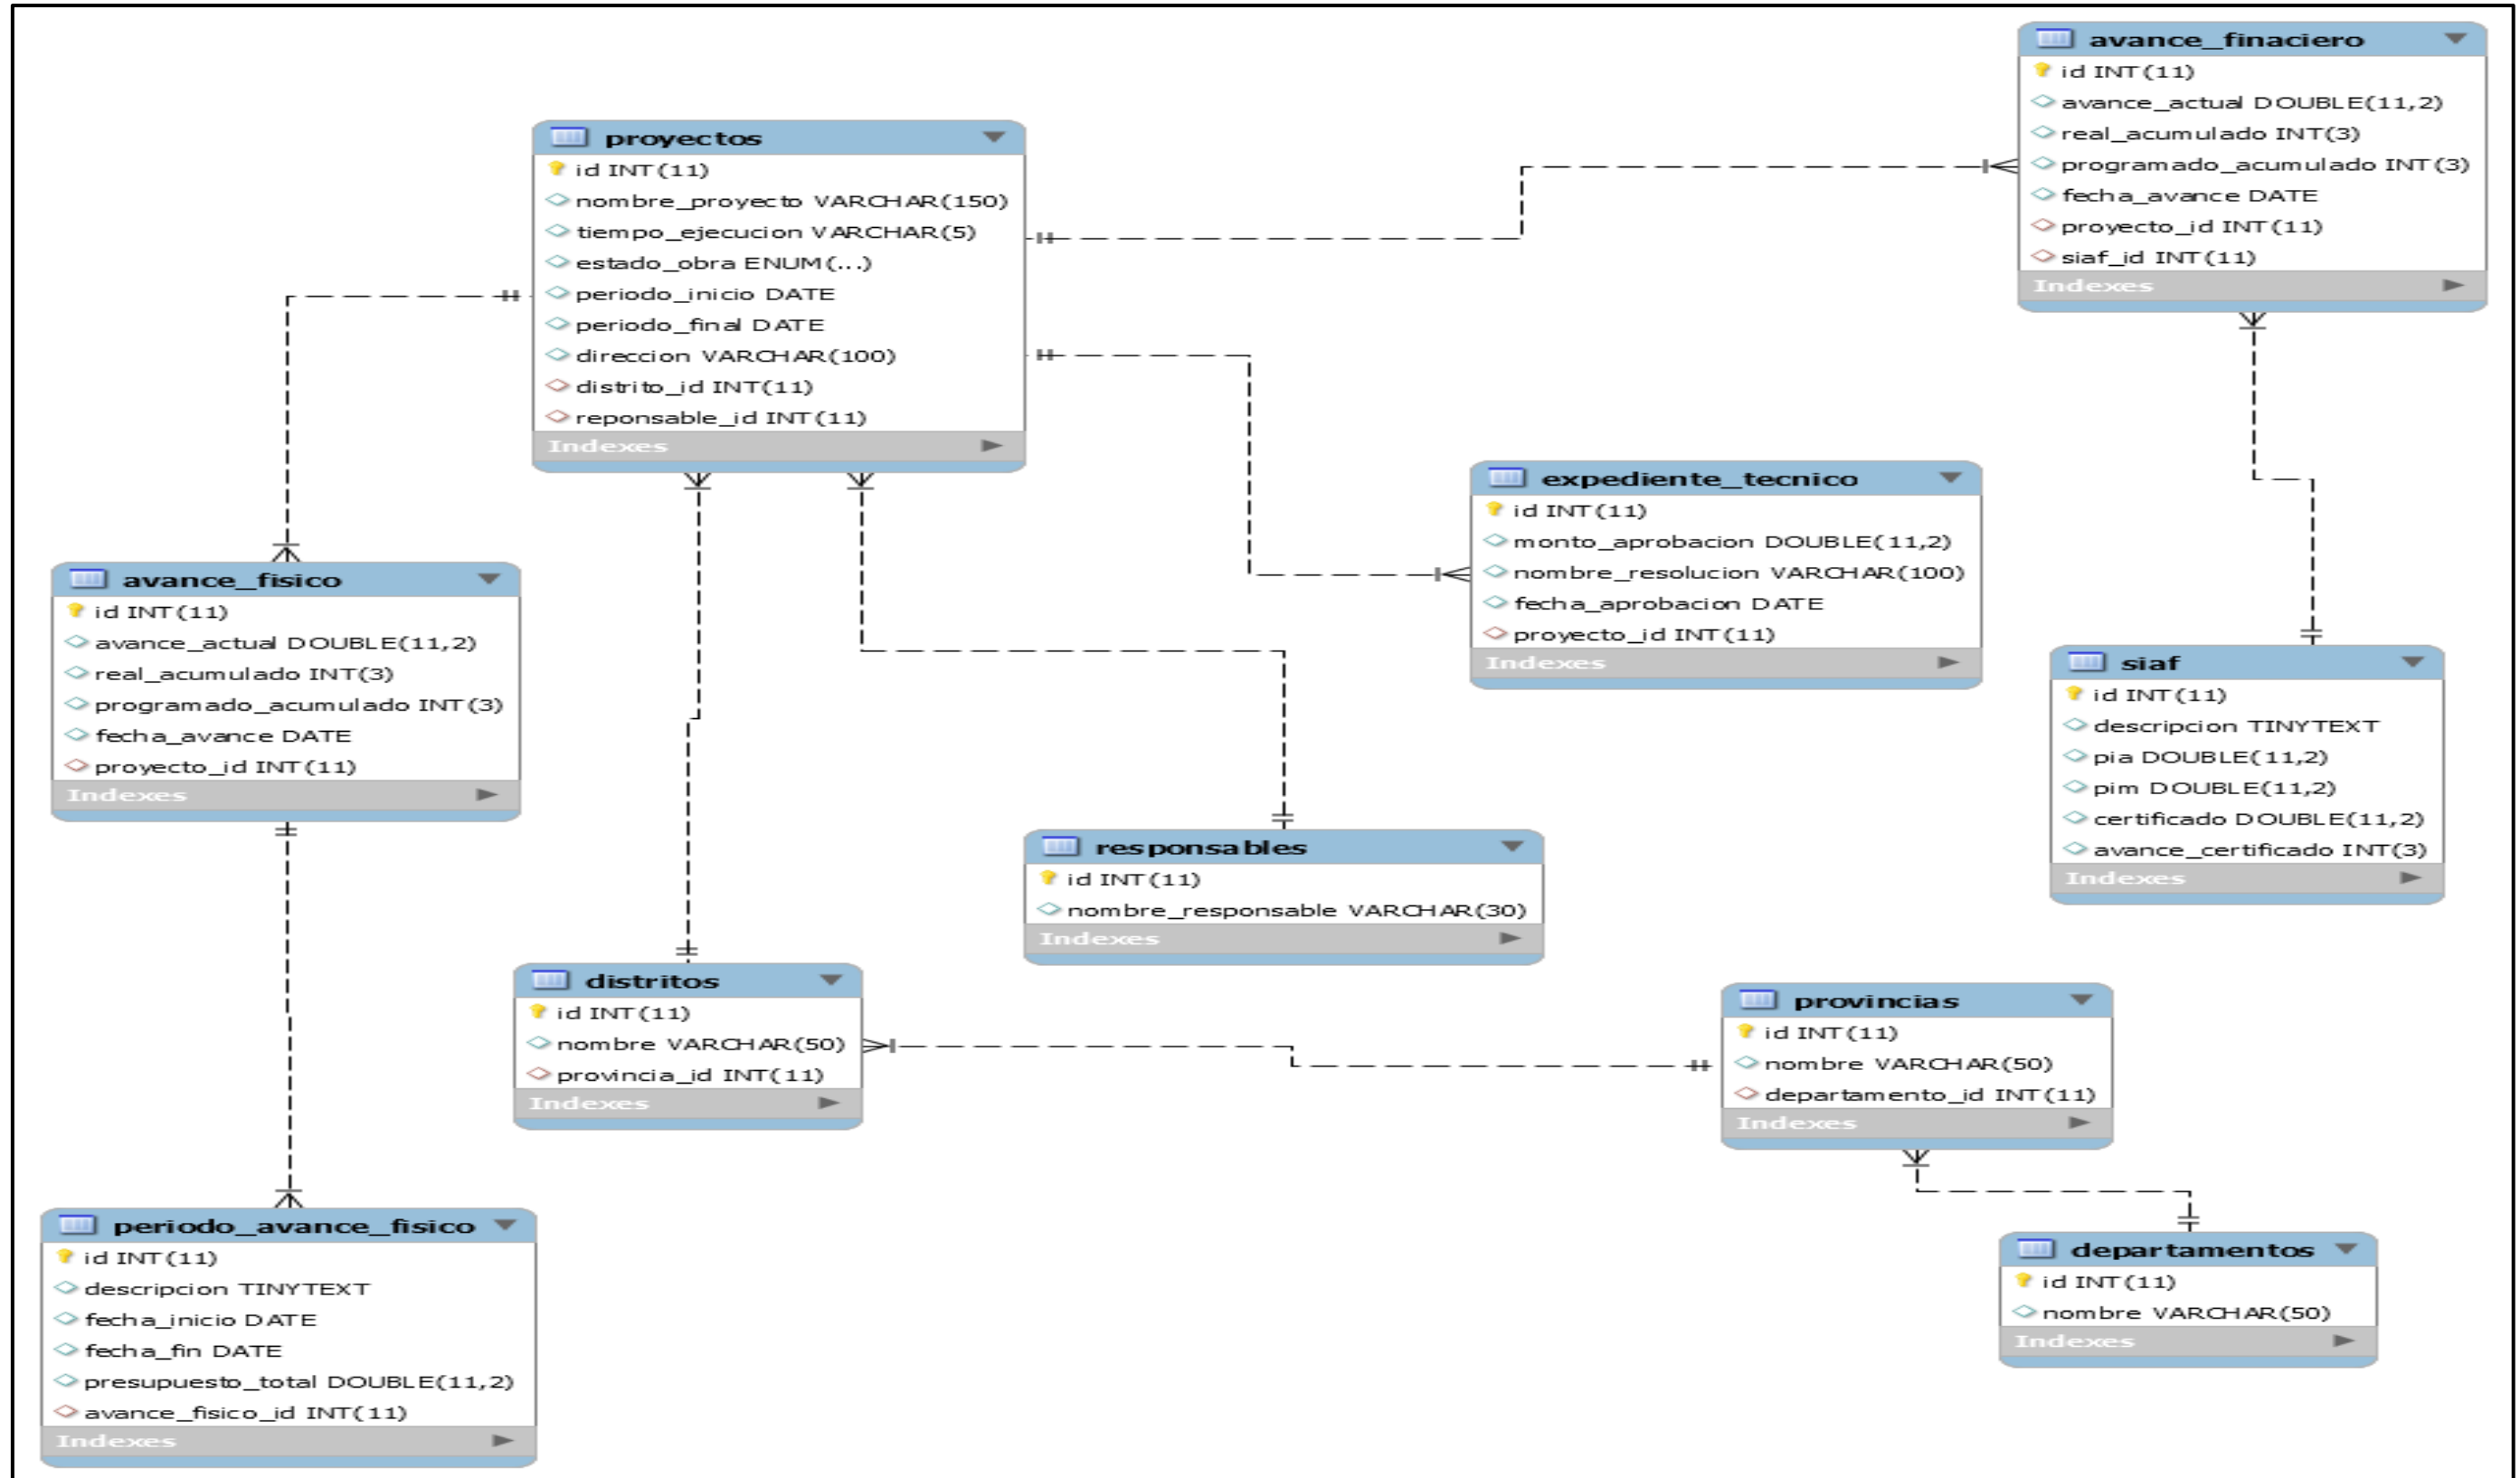 avance_finaciero
id INT(11)
avance_actual DOUBLE(11,2)
real_acumulado INT(3)
programado_acumulado INT(3)
fecha_avance DATE
proyecto_id INT(11)
siaf_id INT(11)
Indexes
proyectos
id INT(11)
nombre_proyecto VARCHAR(150)
tiempo_ejecucion VARCHAR(5)
estado_obra ENUM(...)
periodo_inicio DATE
periodo_final DATE
direccion VARCHAR(100)
distrito_id INT(11)
reponsable_id INT(11)
Indexes
expediente_tecnico
id INT(11)
monto_aprobacion DOUBLE(11,2)
nombre_resolucion VARCHAR(100)
fecha_aprobacion DATE
proyecto_id INT(11)
Indexes
avance_fisico
id INT(11)
avance_actual DOUBLE(11,2)
real_acumulado INT(3)
programado_acumulado INT(3)
fecha_avance DATE
proyecto_id INT(11)
Indexes
siaf
id INT(11)
descripcion TINYTEXT
pia DOUBLE(11,2)
pim DOUBLE(11,2)
certificado DOUBLE(11,2)
avance_certificado INT(3)
Indexes
responsables
id INT(11)
nombre_responsable VARCHAR(30)
Indexes
distritos
id INT(11)
nombre VARCHAR(50)
provincia_id INT(11)
Indexes
provincias
id INT(11)
nombre VARCHAR(50)
departamento_id INT(11)
Indexes
periodo_avance_fisico
id INT(11)
descripcion TINYTEXT
fecha_inicio DATE
fecha_fin DATE
presupuesto_total DOUBLE(11,2)
avance_fisico_id INT(11)
Indexes
departamentos
id INT(11)
nombre VARCHAR(50)
Indexes